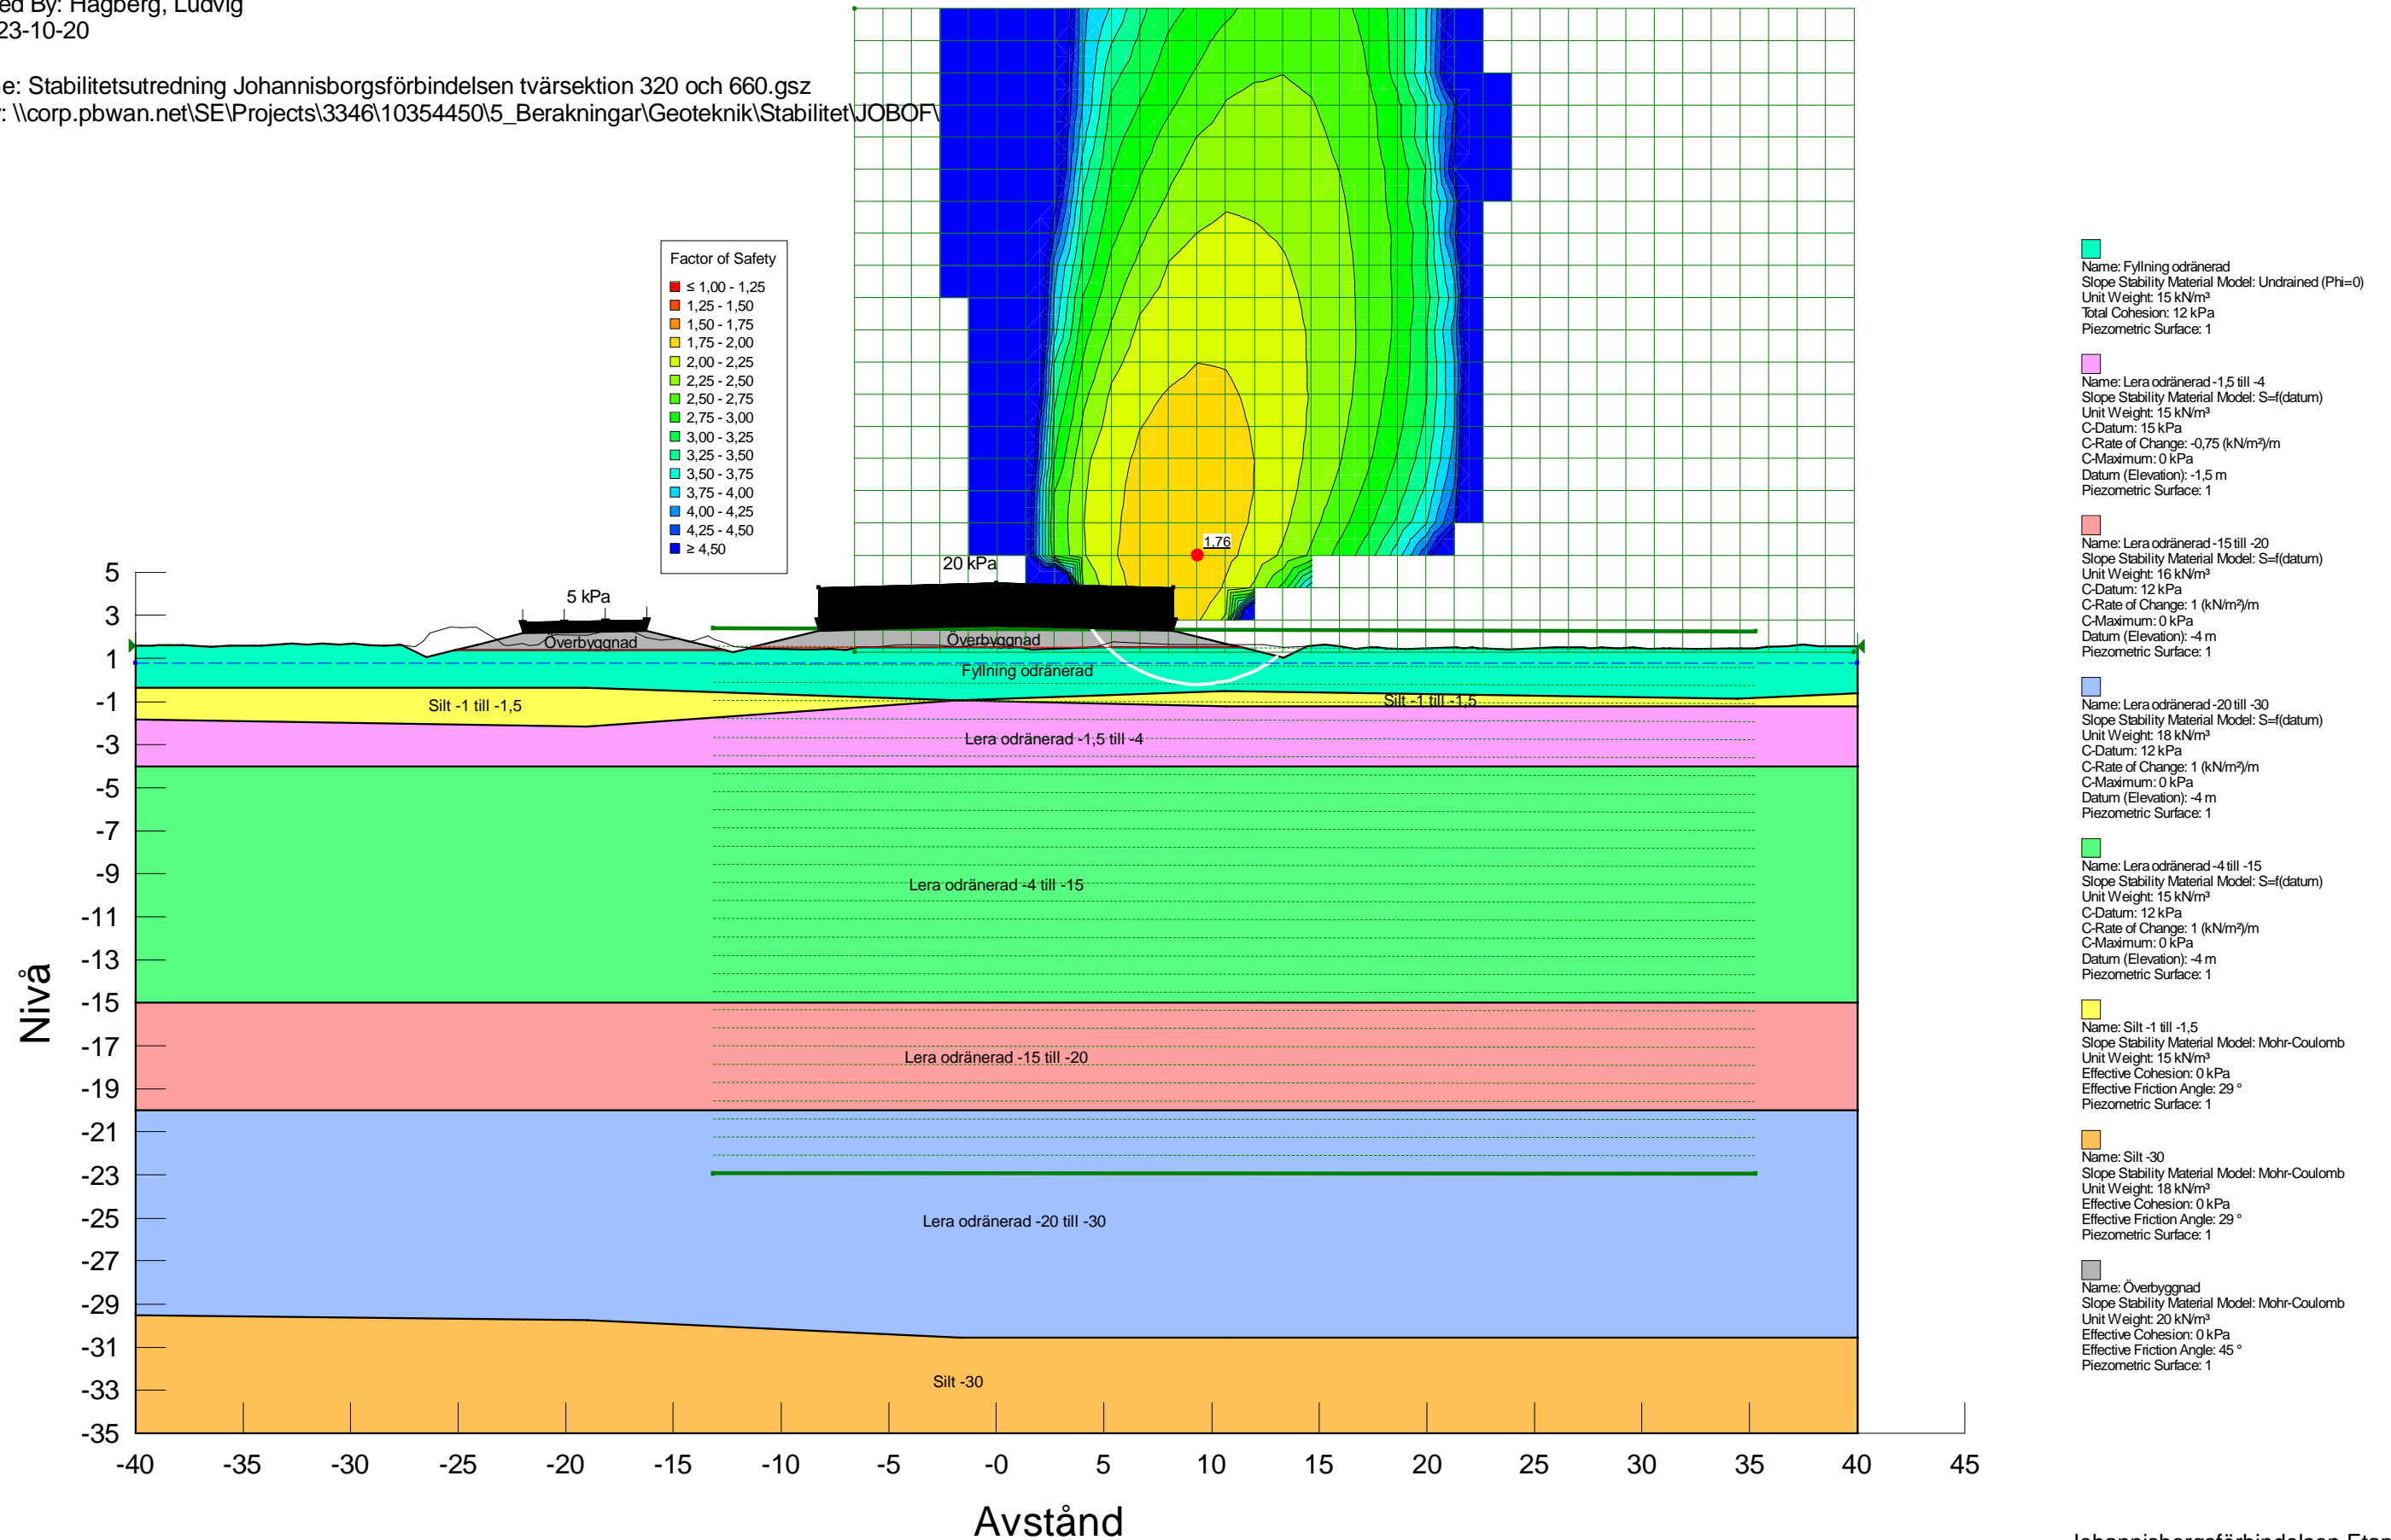 ed By: Hagberg, Ludvig
23-10-20
e: Stabilitetsutredning Johannisborgsförbindelsen tvärsektion 320 och 660.gsz
: \\corp.pbwan.net\SE\Projects\3346\10354450\5_Berakningar\Geoteknik\Stabilitet\JOBOF\
Factor of Safety
≤ 1,00 - 1,25
1,25 - 1,50
1,50 - 1,75
1,75 - 2,00
2,00 - 2,25
2,25 - 2,50
2,50 - 2,75
2,75 - 3,00
3,00 - 3,25
3,25 - 3,50
3,50 - 3,75
3,75 - 4,00
4,00 - 4,25
4,25 - 4,50
≥ 4,50
1,76
20 kPa
5 kPa
Överbyggnad
Överbyggnad
Fyllning odränerad
Silt -1 till -1,5
Silt -1 till -1,5
Lera odränerad -1,5 till -4
Lera odränerad -4 till -15
Lera odränerad -15 till -20
Lera odränerad -20 till -30
Silt -30
Nivå
5
3
1
-1
-3
-5
-7
-9
-11
-13
-15
-17
-19
-21
-23
-25
-27
-29
-31
-33
-35
-40 -35 -30 -25 -20 -15 -10 -5 -0 5 10 15 20 25 30 35 40 45
Avstånd
Name: Fyllning odränerad
Slope Stability Material Model: Undrained (Phi=0)
Unit Weight: 15 kN/m³
Total Cohesion: 12 kPa
Piezometric Surface: 1
Name: Lera odränerad -1,5 till -4
Slope Stability Material Model: S=f(datum)
Unit Weight: 15 kN/m³
C-Datum: 15 kPa
C-Rate of Change: -0,75 (kN/m²)/m
C-Maximum: 0 kPa
Datum (Elevation): -1,5 m
Piezometric Surface: 1
Name: Lera odränerad -15 till -20
Slope Stability Material Model: S=f(datum)
Unit Weight: 16 kN/m³
C-Datum: 12 kPa
C-Rate of Change: 1 (kN/m²)/m
C-Maximum: 0 kPa
Datum (Elevation): -4 m
Piezometric Surface: 1
Name: Lera odränerad -20 till -30
Slope Stability Material Model: S=f(datum)
Unit Weight: 18 kN/m³
C-Datum: 12 kPa
C-Rate of Change: 1 (kN/m²)/m
C-Maximum: 0 kPa
Datum (Elevation): -4 m
Piezometric Surface: 1
Name: Lera odränerad -4 till -15
Slope Stability Material Model: S=f(datum)
Unit Weight: 15 kN/m³
C-Datum: 12 kPa
C-Rate of Change: 1 (kN/m²)/m
C-Maximum: 0 kPa
Datum (Elevation): -4 m
Piezometric Surface: 1
Name: Silt -1 till -1,5
Slope Stability Material Model: Mohr-Coulomb
Unit Weight: 15 kN/m³
Effective Cohesion: 0 kPa
Effective Friction Angle: 29 °
Piezometric Surface: 1
Name: Silt -30
Slope Stability Material Model: Mohr-Coulomb
Unit Weight: 18 kN/m³
Effective Cohesion: 0 kPa
Effective Friction Angle: 29 °
Piezometric Surface: 1
Name: Överbyggnad
Slope Stability Material Model: Mohr-Coulomb
Unit Weight: 20 kN/m³
Effective Cohesion: 0 kPa
Effective Friction Angle: 45 °
Piezometric Surface: 1